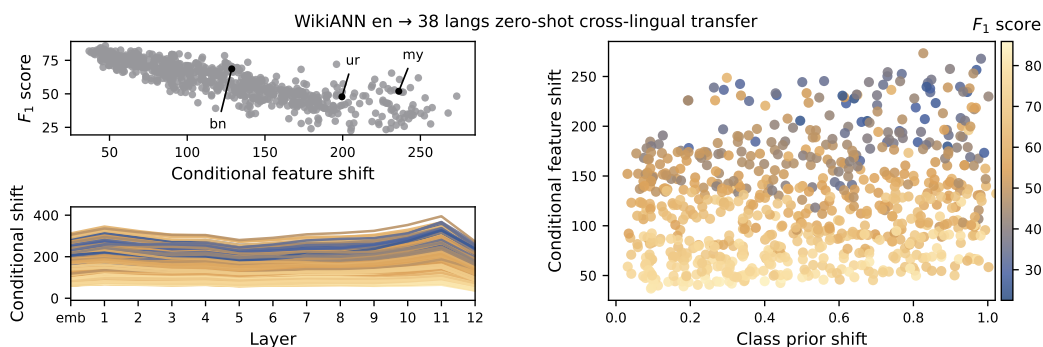 WikiANN en → 38 langs zero-shot cross-lingual transfer
F₁ score
75
50
25
bn
ur
my
50 100 150 200 250
Conditional feature shift
Conditional shift
400
200
0
emb 1 2 3 4 5 6 7 8 9 10 11 12
Layer
Conditional feature shift
250
200
150
100
50
0.0 0.2 0.4 0.6 0.8 1.0
Class prior shift
F₁ score
80
70
60
50
40
30